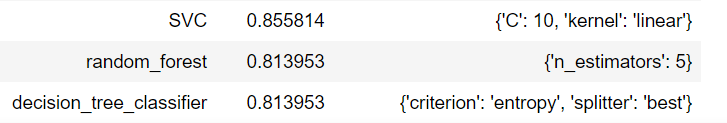 SVC 0.855814 {'C': 10, 'kernel': 'linear'}
random_forest 0.813953 {'n_estimators': 5}
decision_tree_classifier 0.813953 {'criterion': 'entropy', 'splitter': 'best'}